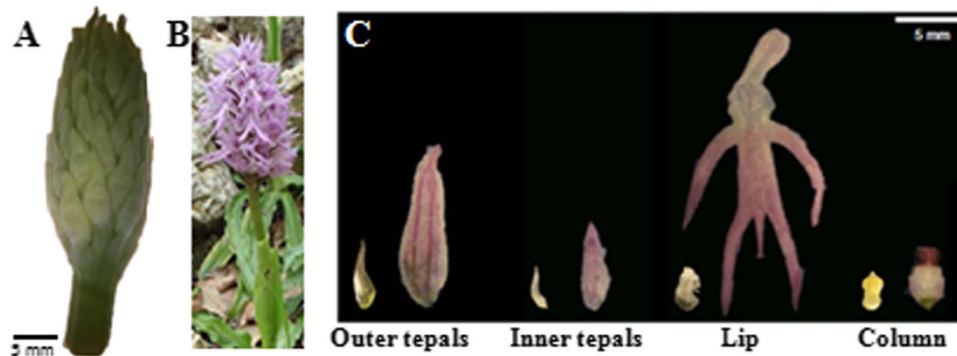 A
B
C
5 mm
5 mm
Outer tepals
Inner tepals
Lip
Column